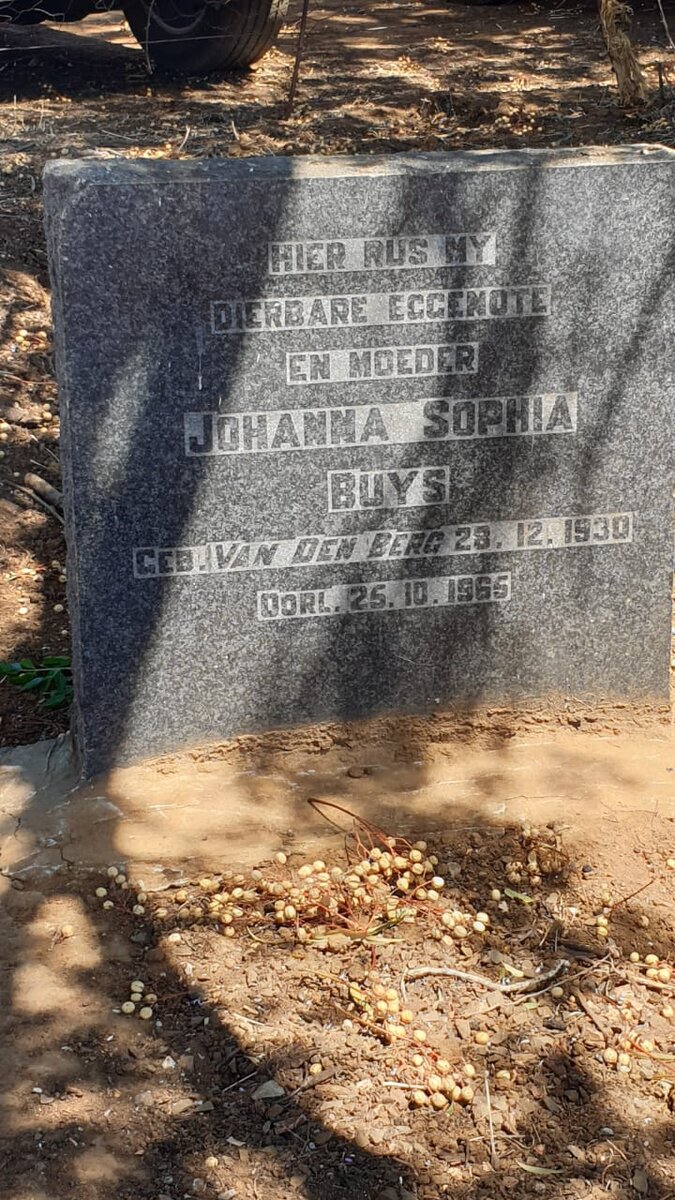 HIER RUS MY
DIERBARE EGGENOTE
EN MOEDER
JOHANNA SOPHIA
BUYS
GEB. VAN DEN BERG 23. 12. 1930
OORL. 25. 10. 1965